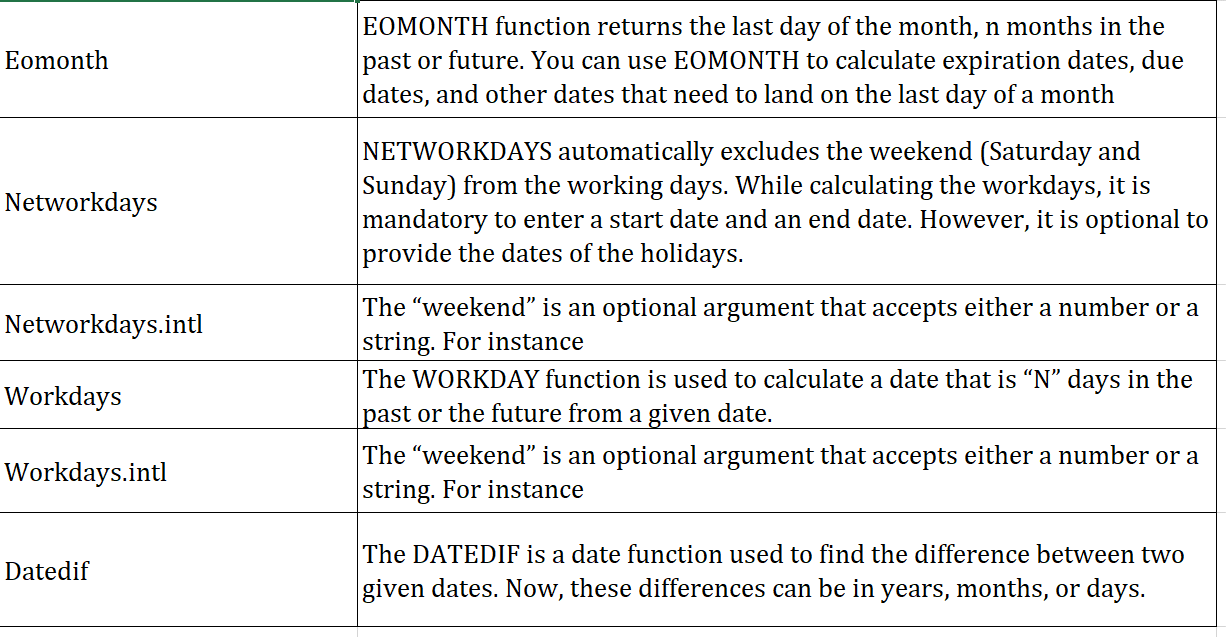 Eomonth
EOMONTH function returns the last day of the month, n months in the
past or future. You can use EOMONTH to calculate expiration dates, due
dates, and other dates that need to land on the last day of a month
Networkdays
NETWORKDAYS automatically excludes the weekend (Saturday and
Sunday) from the working days. While calculating the workdays, it is
mandatory to enter a start date and an end date. However, it is optional to
provide the dates of the holidays.
Networkdays.intl
The “weekend” is an optional argument that accepts either a number or a
string. For instance
Workdays
The WORKDAY function is used to calculate a date that is “N” days in the
past or the future from a given date.
Workdays.intl
The “weekend” is an optional argument that accepts either a number or a
string. For instance
Datedif
The DATEDIF is a date function used to find the difference between two
given dates. Now, these differences can be in years, months, or days.